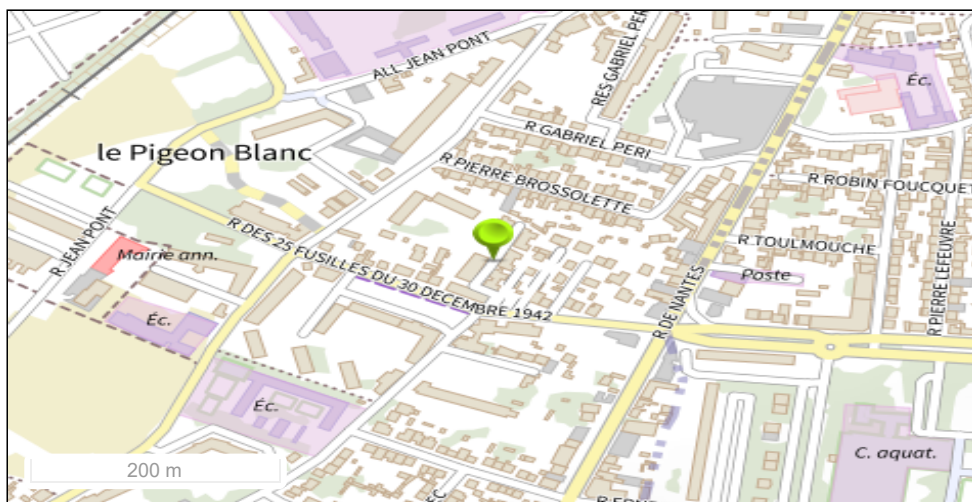 ALL JEAN PONT
RES GABRIEL PERI
Éc.
R GABRIEL PERI
le Pigeon Blanc
R PIERRE BROSSOLETTE
R ROBIN FOUCQUET
R DES 25 FUSILLES DU 30 DECEMBRE 1942
R JEAN PONT
Mairie ann.
R TOULMOUCHE
Poste
R PIERRE LEFEUVRE
R DE NANTES
Éc.
Éc.
C. aquat.
200 m